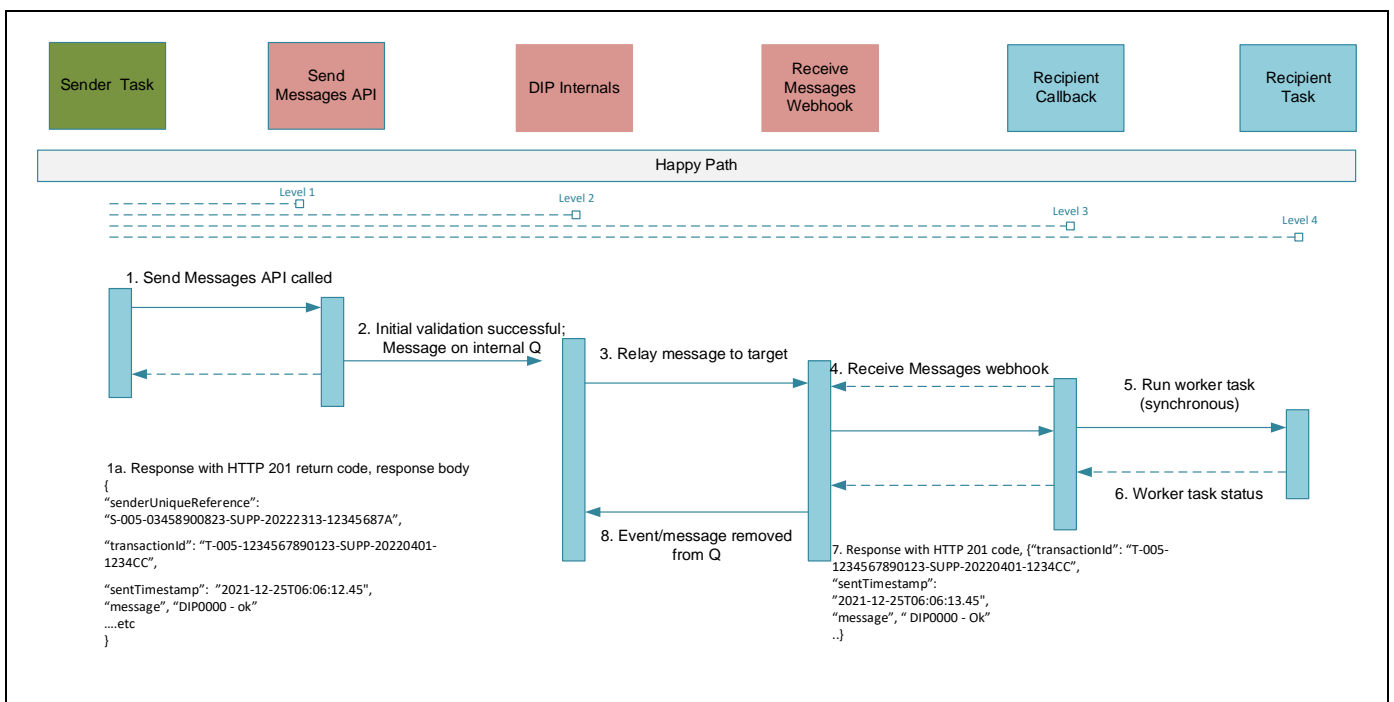 Sender Task
Send
Messages API
DIP Internals
Receive
Messages
Webhook
Recipient
Callback
Recipient
Task
Happy Path
Level 1
Level 2
Level 3
Level 4
1. Send Messages API called
2. Initial validation successful;
Message on internal Q
3. Relay message to target
4. Receive Messages webhook
5. Run worker task
(synchronous)
1a. Response with HTTP 201 return code, response body
{
“senderUniqueReference”:
“S-005-03458900823-SUPP-20222313-12345687A”,
“transactionId”: “T-005-1234567890123-SUPP-20220401-
1234CC”,
“sentTimestamp”: ”2021-12-25T06:06:12.45",
“message”, “DIP0000 - ok”
….etc
}
6. Worker task status
8. Event/message removed
from Q
7. Response with HTTP 201 code, {“transactionId”: “T-005-
1234567890123-SUPP-20220401-1234CC”,
“sentTimestamp”:
”2021-12-25T06:06:13.45",
“message”, “ DIP0000 - Ok”
..}